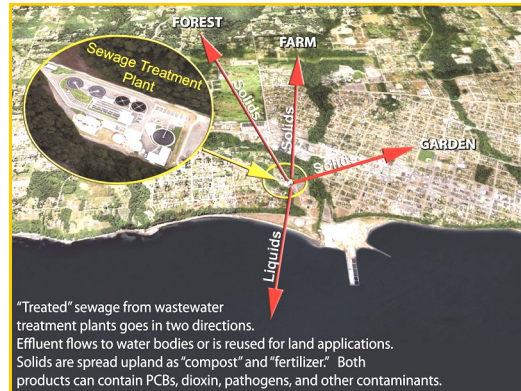 FOREST
FARM
Sewage Treatment
Plant
Solids
Solids
GARDEN
Solids
Liquids
“Treated” sewage from wastewater
treatment plants goes in two directions.
Effluent flows to water bodies or is reused for land applications.
Solids are spread upland as “compost” and “fertilizer.” Both
products can contain PCBs, dioxin, pathogens, and other contaminants.